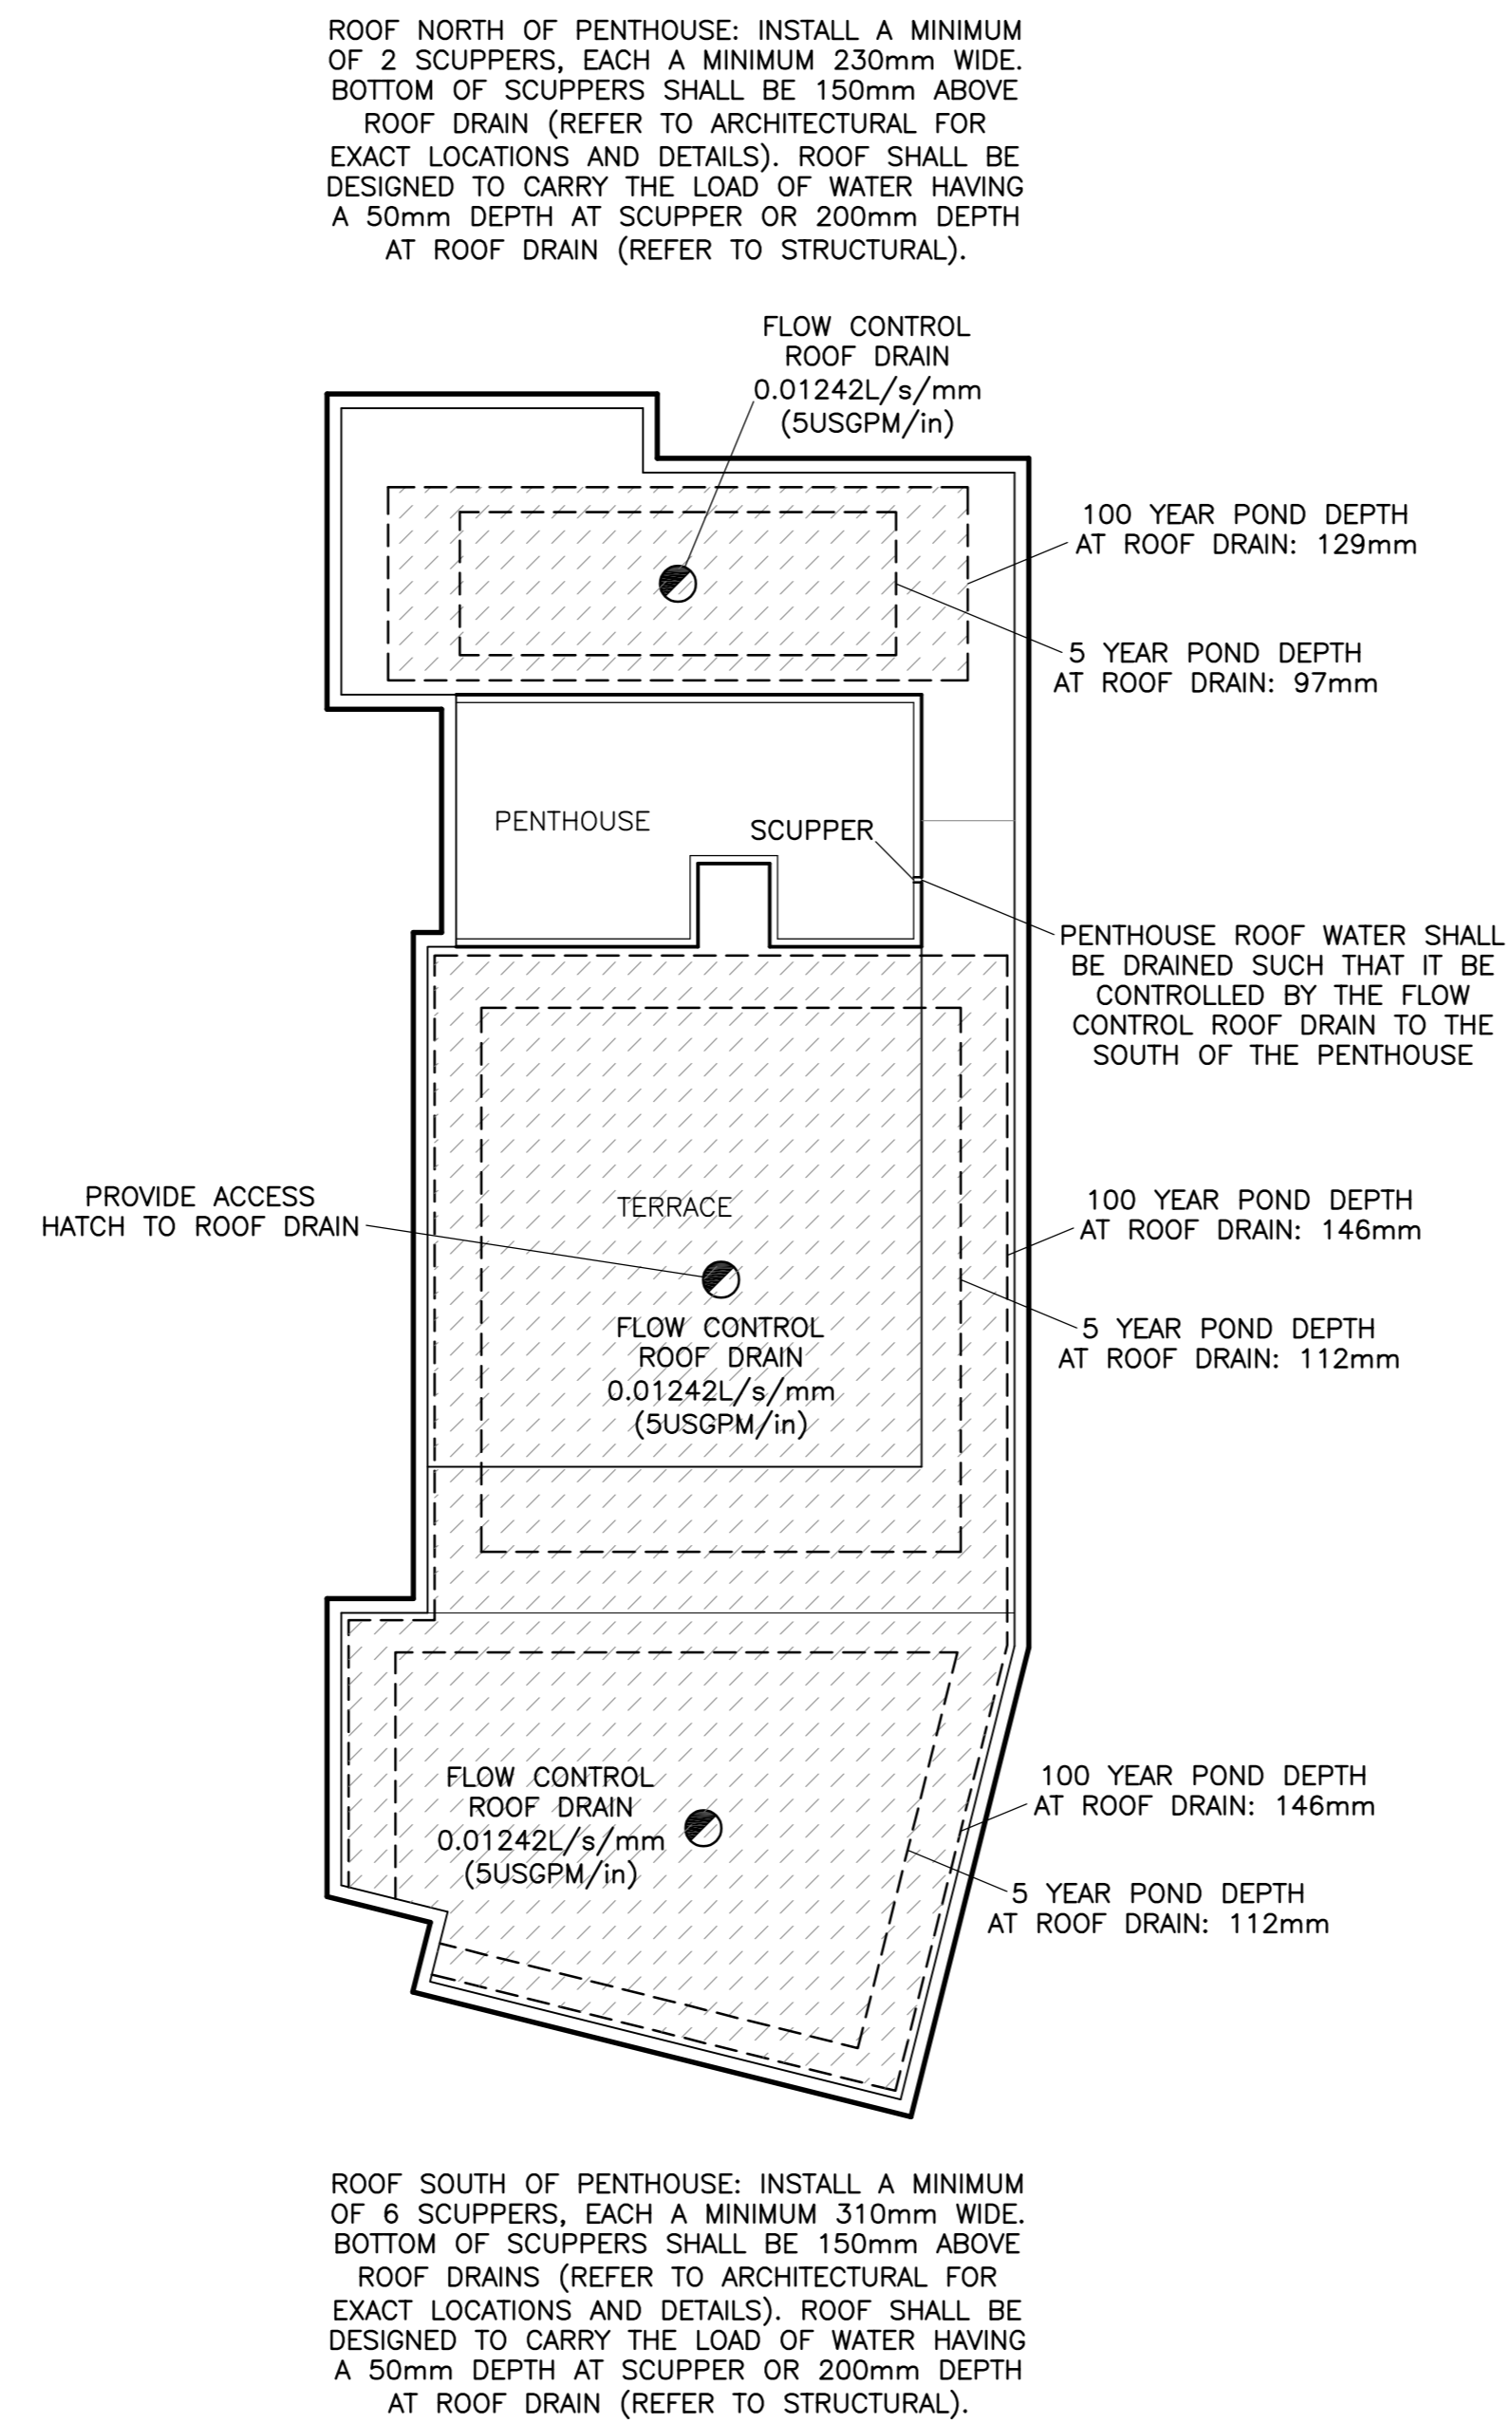 ROOF NORTH OF PENTHOUSE: INSTALL A MINIMUM
OF 2 SCUPPERS, EACH A MINIMUM 230mm WIDE.
BOTTOM OF SCUPPERS SHALL BE 150mm ABOVE
ROOF DRAIN (REFER TO ARCHITECTURAL FOR
EXACT LOCATIONS AND DETAILS). ROOF SHALL BE
DESIGNED TO CARRY THE LOAD OF WATER HAVING
A 50mm DEPTH AT SCUPPER OR 200mm DEPTH
AT ROOF DRAIN (REFER TO STRUCTURAL).
FLOW CONTROL
ROOF DRAIN
0.01242L/s/mm
(5USGPM/in)
100 YEAR POND DEPTH
AT ROOF DRAIN: 129mm
5 YEAR POND DEPTH
AT ROOF DRAIN: 97mm
PENTHOUSE
SCUPPER
PENTHOUSE ROOF WATER SHALL
BE DRAINED SUCH THAT IT BE
CONTROLLED BY THE FLOW
CONTROL ROOF DRAIN TO THE
SOUTH OF THE PENTHOUSE
PROVIDE ACCESS
HATCH TO ROOF DRAIN
TERRACE
100 YEAR POND DEPTH
AT ROOF DRAIN: 146mm
FLOW CONTROL
ROOF DRAIN
0.01242L/s/mm
(5USGPM/in)
5 YEAR POND DEPTH
AT ROOF DRAIN: 112mm
FLOW CONTROL
ROOF DRAIN
0.01242L/s/mm
(5USGPM/in)
100 YEAR POND DEPTH
AT ROOF DRAIN: 146mm
5 YEAR POND DEPTH
AT ROOF DRAIN: 112mm
ROOF SOUTH OF PENTHOUSE: INSTALL A MINIMUM
OF 6 SCUPPERS, EACH A MINIMUM 310mm WIDE.
BOTTOM OF SCUPPERS SHALL BE 150mm ABOVE
ROOF DRAINS (REFER TO ARCHITECTURAL FOR
EXACT LOCATIONS AND DETAILS). ROOF SHALL BE
DESIGNED TO CARRY THE LOAD OF WATER HAVING
A 50mm DEPTH AT SCUPPER OR 200mm DEPTH
AT ROOF DRAIN (REFER TO STRUCTURAL).